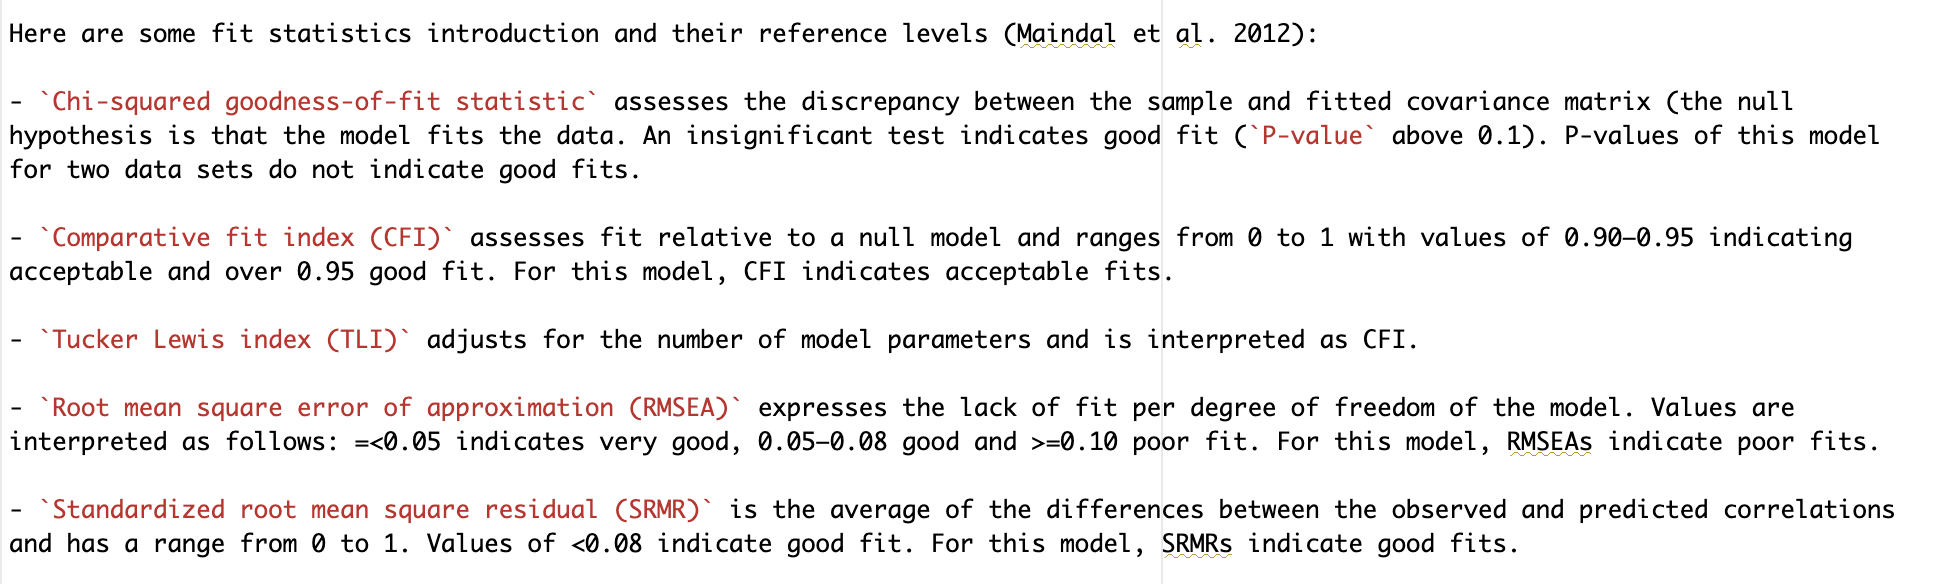 Here are some fit statistics introduction and their reference levels (Maindal et al. 2012):
- `Chi-squared goodness-of-fit statistic` assesses the discrepancy between the sample and fitted covariance matrix (the null
hypothesis is that the model fits the data. An insignificant test indicates good fit (`P-value` above 0.1). P-values of this model
for two data sets do not indicate good fits.
- `Comparative fit index (CFI)` assesses fit relative to a null model and ranges from 0 to 1 with values of 0.90–0.95 indicating
acceptable and over 0.95 good fit. For this model, CFI indicates acceptable fits.
- `Tucker Lewis index (TLI)` adjusts for the number of model parameters and is interpreted as CFI.
- `Root mean square error of approximation (RMSEA)` expresses the lack of fit per degree of freedom of the model. Values are
interpreted as follows: =<0.05 indicates very good, 0.05–0.08 good and >=0.10 poor fit. For this model, RMSEAs indicate poor fits.
- `Standardized root mean square residual (SRMR)` is the average of the differences between the observed and predicted correlations
and has a range from 0 to 1. Values of <0.08 indicate good fit. For this model, SRMRs indicate good fits.